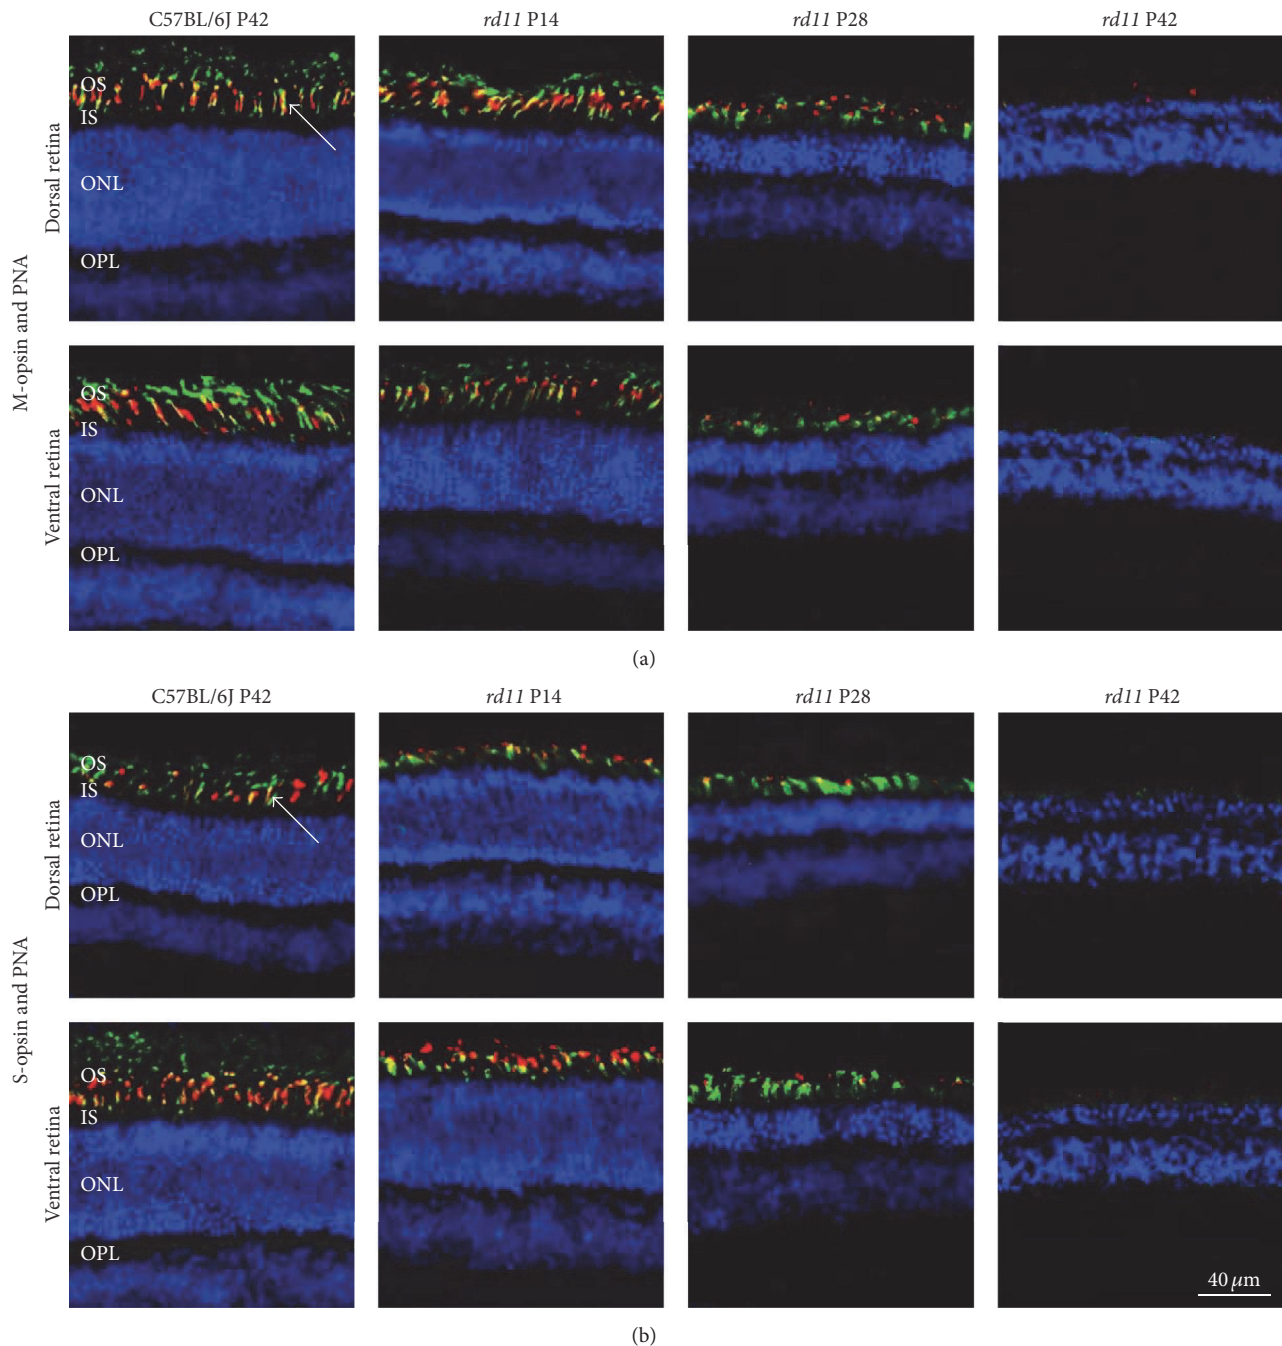 C57BL/6J P42 rd11 P14 rd11 P28 rd11 P42
M-opsin and PNA
Dorsal retina
OS
IS
ONL
OPL
Ventral retina
OS
IS
ONL
OPL
(a)
C57BL/6J P42 rd11 P14 rd11 P28 rd11 P42
S-opsin and PNA
Dorsal retina
OS
IS
ONL
OPL
Ventral retina
OS
IS
ONL
OPL
40 μm
(b)